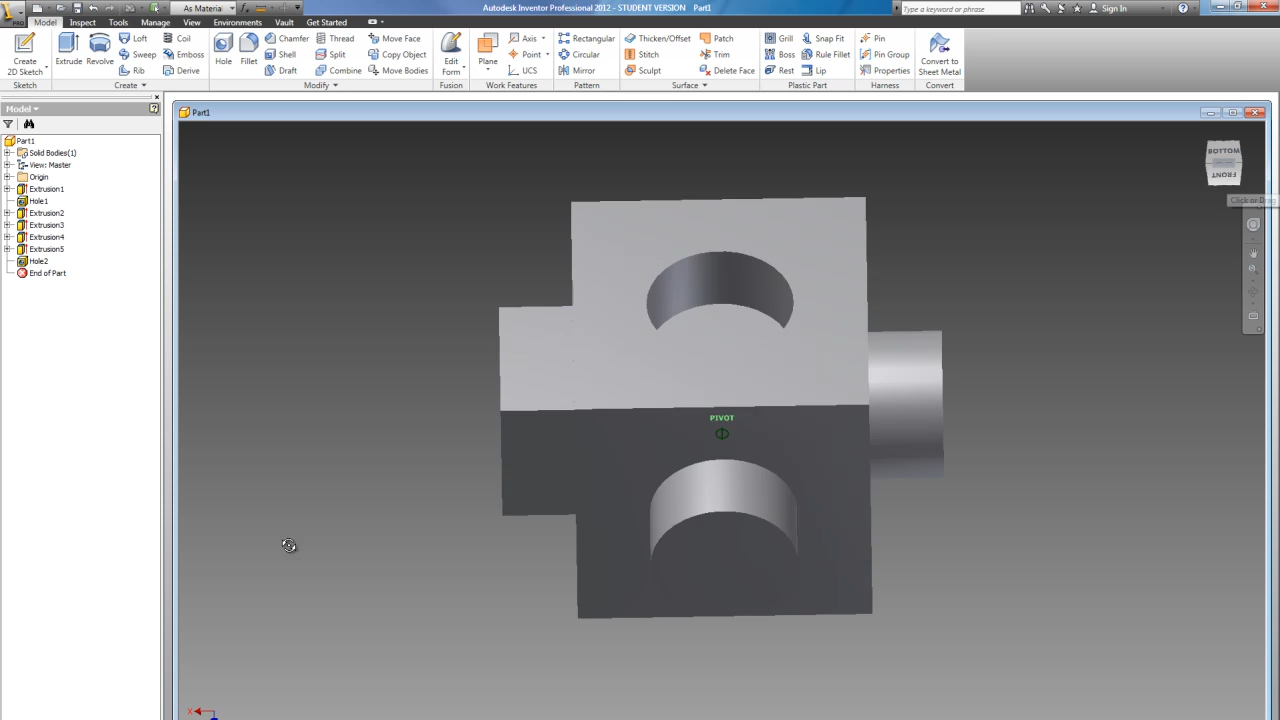 PRO
As Material
Autodesk Inventor Professional 2012 - STUDENT VERSION Part1
Type a keyword or phrase
Sign In
Model Inspect Tools Manage View Environments Vault Get Started
Create 2D Sketch
Sketch
Extrude Revolve Loft Sweep Rib Coil Emboss Derive
Create
Hole Fillet Chamfer Shell Draft Thread Split Combine Move Face Copy Object Move Bodies
Modify
Edit Form
Fusion
Plane Axis Point UCS
Work Features
Rectangular Circular Mirror
Pattern
Thicken/Offset Stitch Sculpt Patch Trim Delete Face
Surface
Grill Boss Rest Snap Fit Rule Fillet Lip
Plastic Part
Pin Pin Group Properties
Harness
Convert to Sheet Metal
Convert
Model
Part1
Part1
Solid Bodies(1)
View: Master
Origin
Extrusion1
Hole1
Extrusion2
Extrusion3
Extrusion4
Extrusion5
Hole2
End of Part
BOTTOM
FRONT
Click or Drag
PIVOT
X